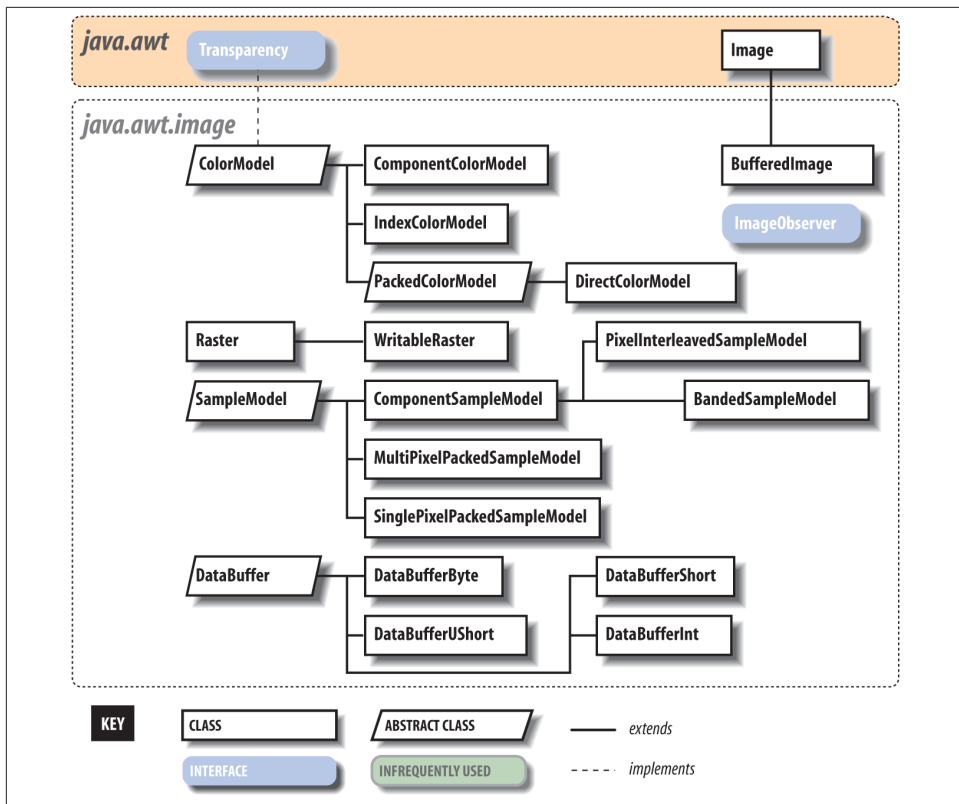 java.awt
Transparency
Image
java.awt.image
ColorModel
ComponentColorModel
BufferedImage
IndexColorModel
ImageObserver
PackedColorModel
DirectColorModel
Raster
WritableRaster
PixelInterleavedSampleModel
SampleModel
ComponentSampleModel
BandedSampleModel
MultiPixelPackedSampleModel
SinglePixelPackedSampleModel
DataBuffer
DataBufferByte
DataBufferShort
DataBufferUShort
DataBufferInt
KEY
CLASS
ABSTRACT CLASS
extends
INTERFACE
INFREQUENTLY USED
implements